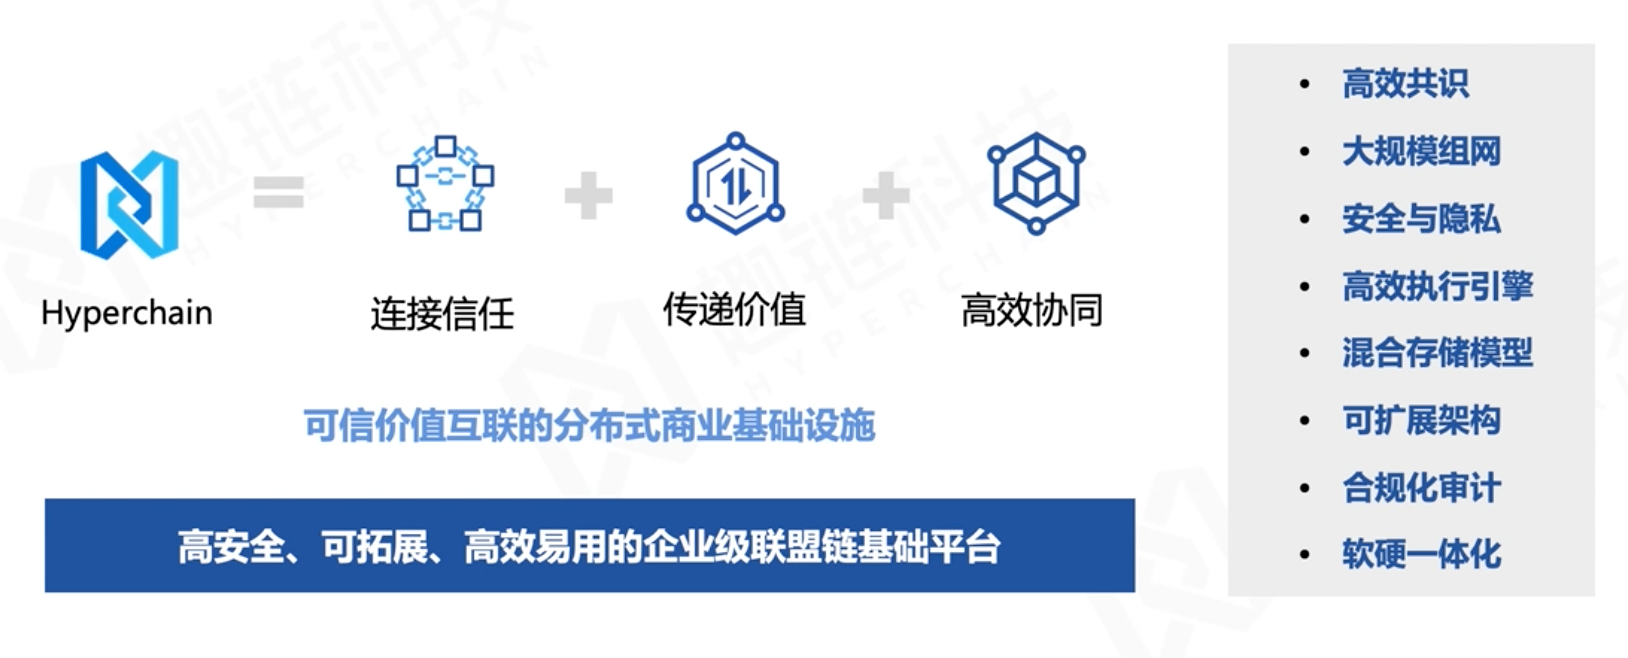 Hyperchain
连接信任
传递价值
高效协同
可信价值互联的分布式商业基础设施
高安全、可拓展、高效易用的企业级联盟链基础平台
• 高效共识
• 大规模组网
• 安全与隐私
• 高效执行引擎
• 混合存储模型
• 可扩展架构
• 合规化审计
• 软硬一体化
趣链科技
HYPERCHAIN
趣链科技
HYPERCHAIN